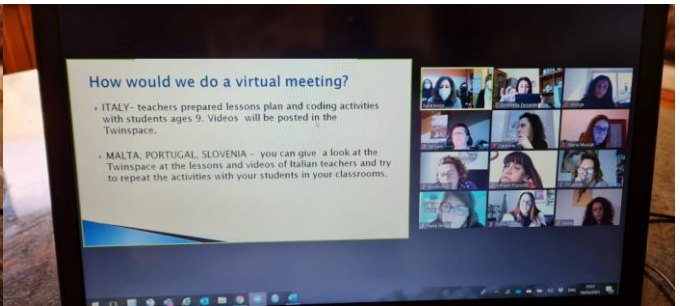 How would we do a virtual meeting?
ITALY- teachers prepared lessons plan and coding activities
with students ages 9. Videos will be posted in the
Twinspace.
MALTA, PORTUGAL, SLOVENIA - you can give a look at the
Twinspace at the lessons and videos of Italian teachers and try
to repeat the activities with your students in your classrooms.